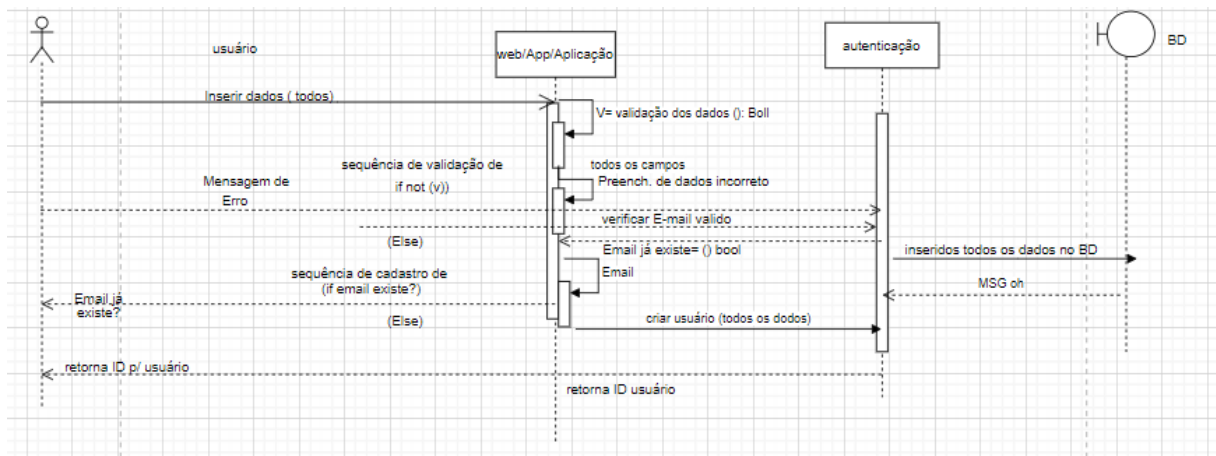 usuário
web/App/Aplicação
autenticação
BD
Inserir dados ( todos)
V= validação dos dados (): Boll
sequência de validação de
if not (v))
todos os campos
Preench. de dados incorreto
Mensagem de
Erro
verificar E-mail valido
(Else)
Email já existe= () bool
inseridos todos os dados no BD
Email
sequência de cadastro de
(if email existe?)
MSG oh
Email já
existe?
(Else)
criar usuário (todos os dodos)
retorna ID p/ usuário
retorna ID usuário